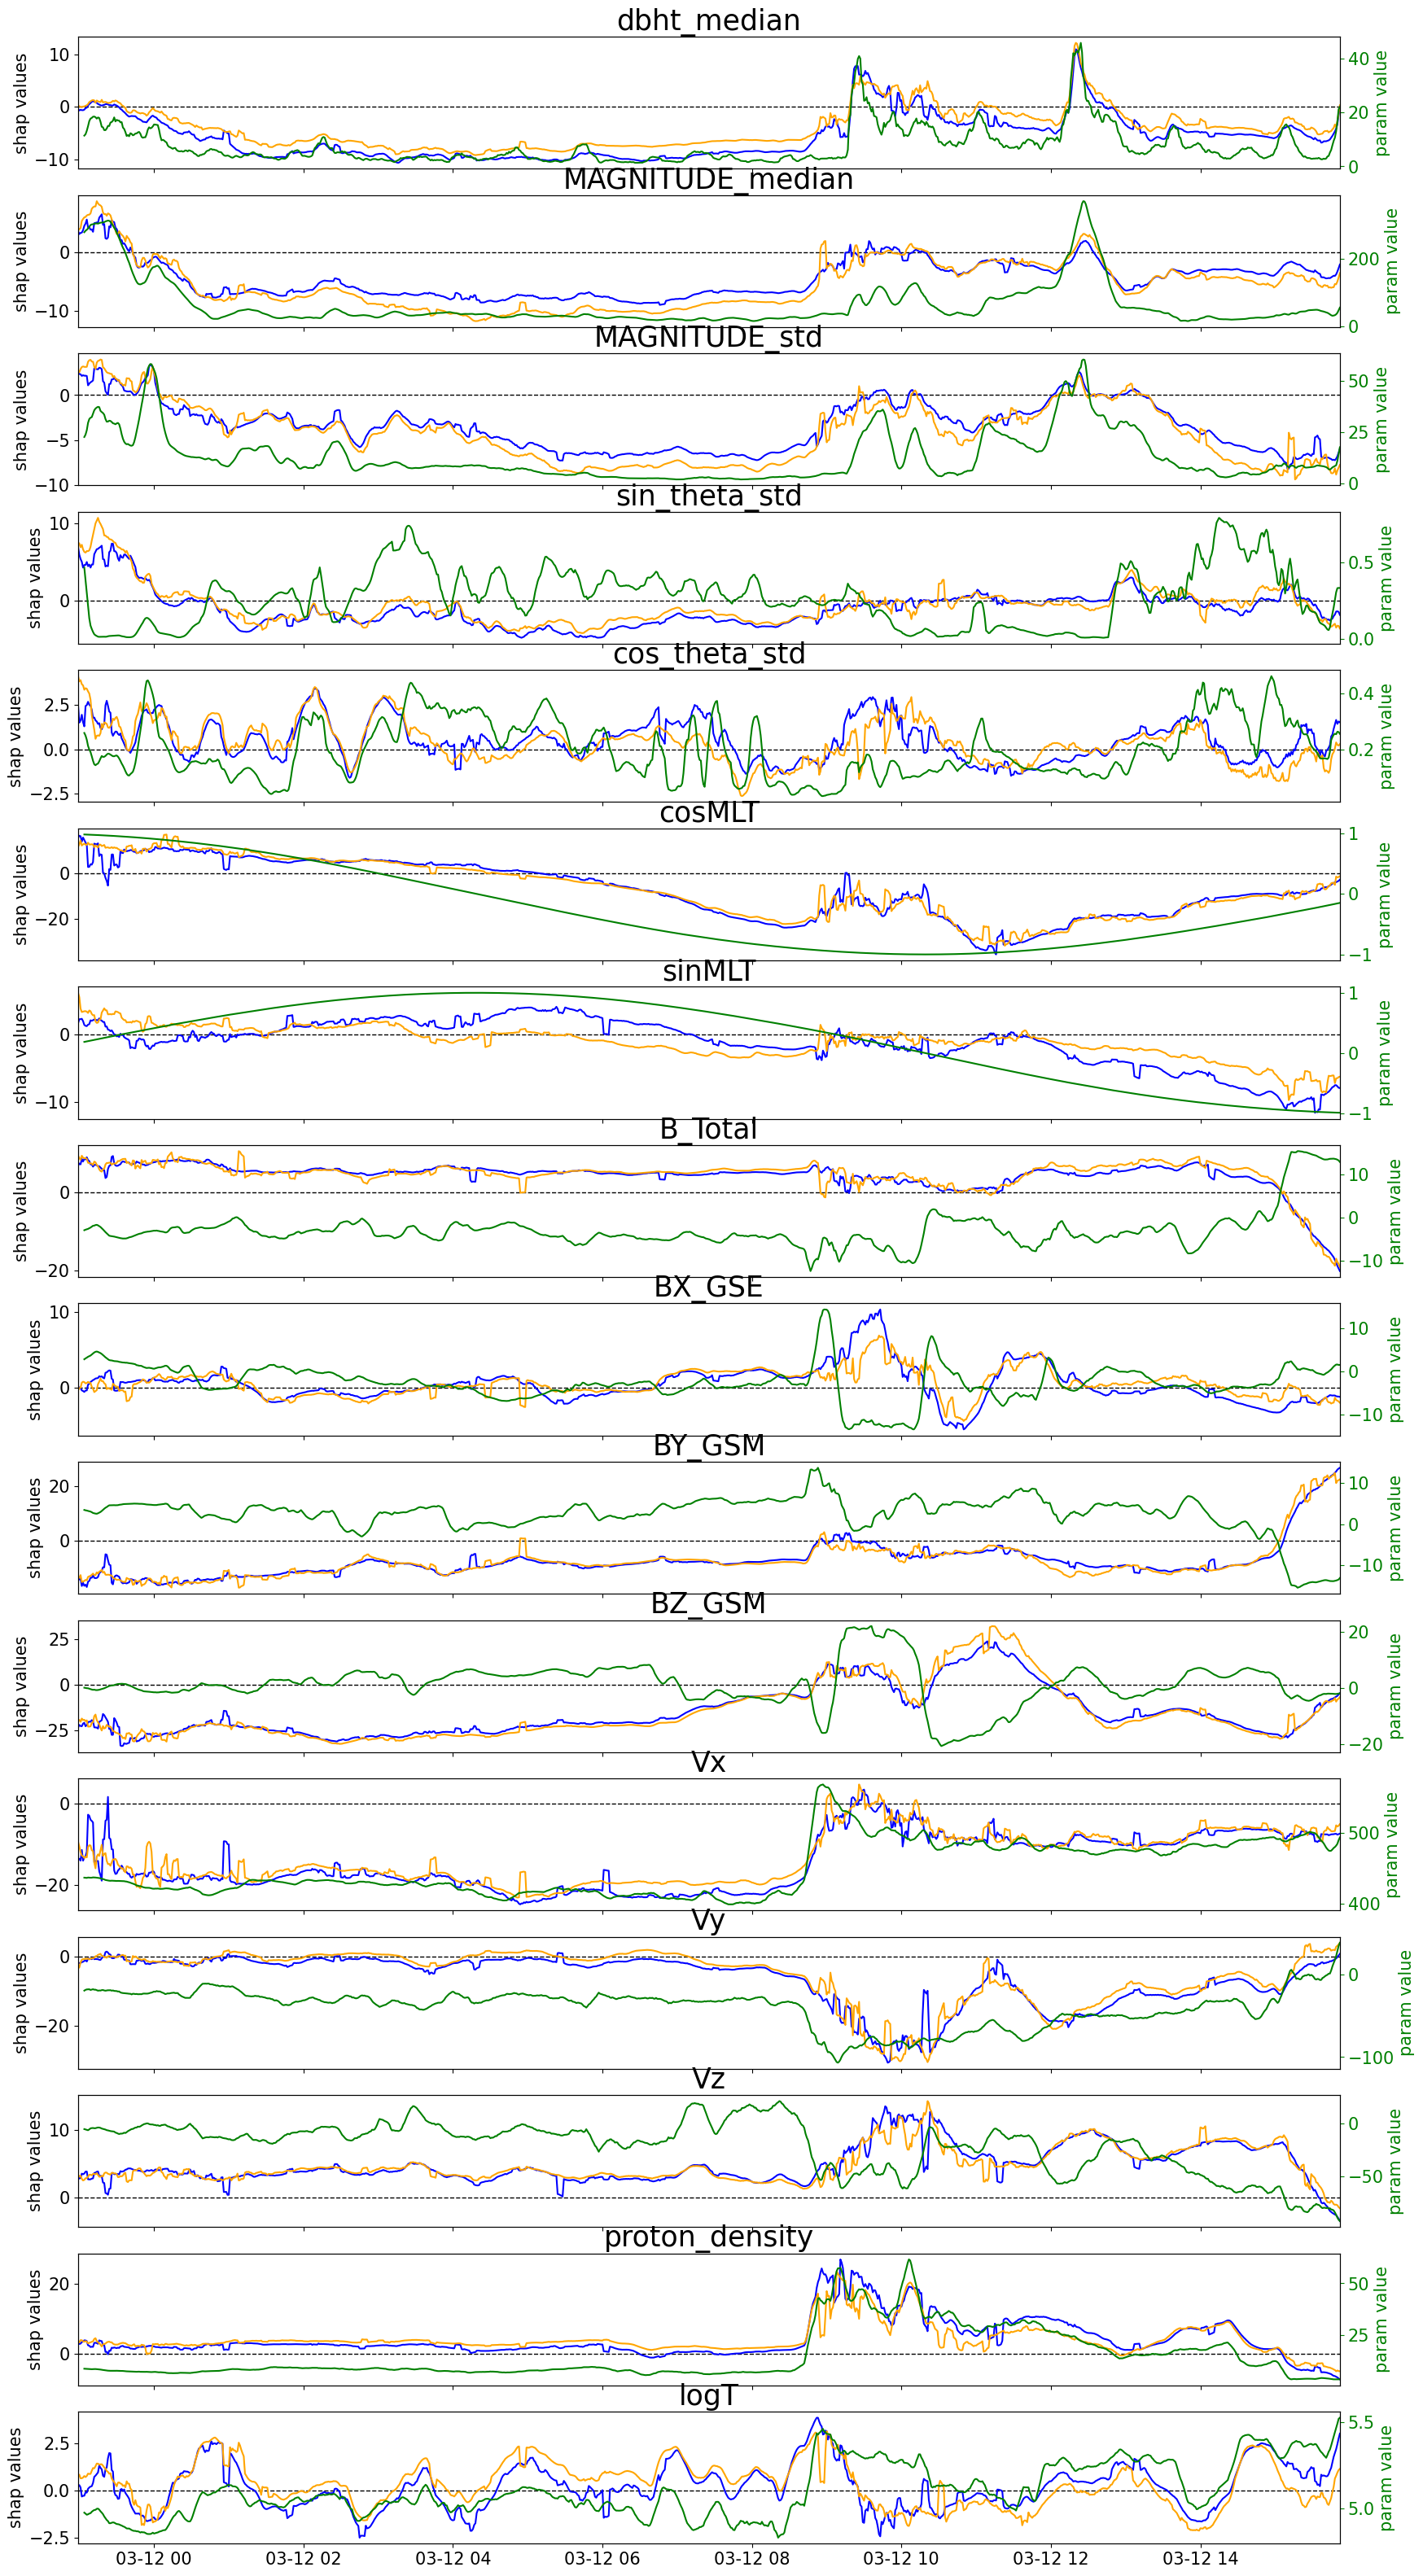 dbht_median
shap values
10
0
−10
40
20
0
param value
MAGNITUDE_median
shap values
0
−10
200
0
param value
MAGNITUDE_std
shap values
0
−5
−10
50
25
0
param value
sin_theta_std
shap values
10
0
0.5
0.0
param value
cos_theta_std
shap values
2.5
0.0
−2.5
0.4
0.2
param value
cosMLT
shap values
0
−20
1
0
−1
param value
sinMLT
shap values
0
−10
1
0
−1
param value
B_Total
shap values
0
−20
10
0
−10
param value
BX_GSE
shap values
10
0
10
0
−10
param value
BY_GSM
shap values
20
0
10
0
−10
param value
BZ_GSM
shap values
25
0
−25
20
0
−20
param value
Vx
shap values
0
−20
500
400
param value
Vy
shap values
0
−20
0
−100
param value
Vz
shap values
10
0
0
−50
param value
proton_density
shap values
20
0
50
25
param value
logT
shap values
2.5
0.0
−2.5
5.5
5.0
param value
03-12 00 03-12 02 03-12 04 03-12 06 03-12 08 03-12 10 03-12 12 03-12 14